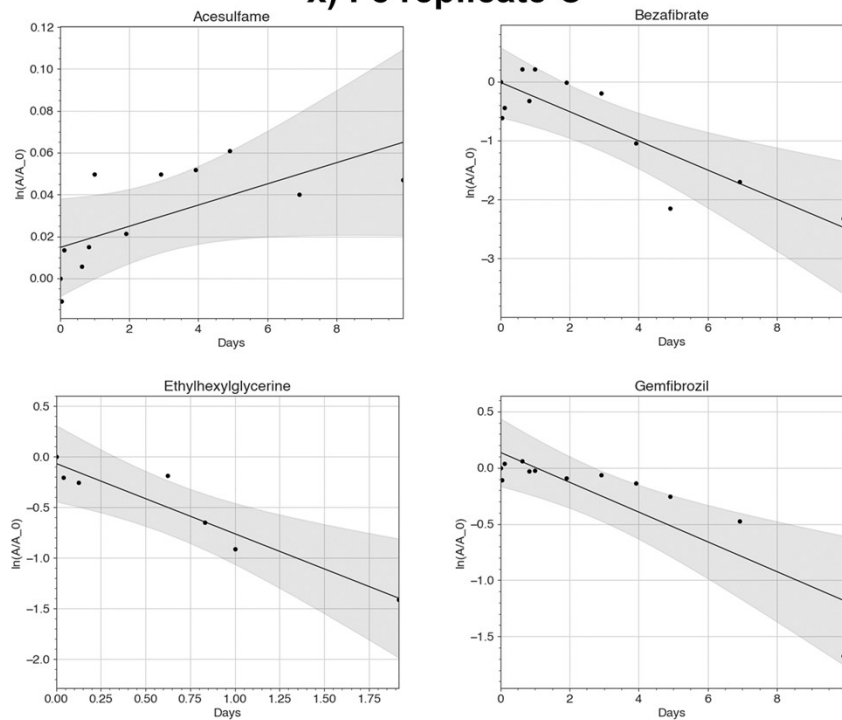 replicate
Acesulfame
0.12
0.10
0.08
0.06
0.04
0.02
0.00
ln(A/A_0)
0 2 4 6 8
Days
Bezafibrate
0
−1
−2
−3
ln(A/A_0)
0 2 4 6 8
Days
Ethylhexylglycerine
0.5
0.0
−0.5
−1.0
−1.5
−2.0
ln(A/A_0)
0.00 0.25 0.50 0.75 1.00 1.25 1.50 1.75
Days
Gemfibrozil
0.5
0.0
−0.5
−1.0
−1.5
ln(A/A_0)
0 2 4 6 8
Days